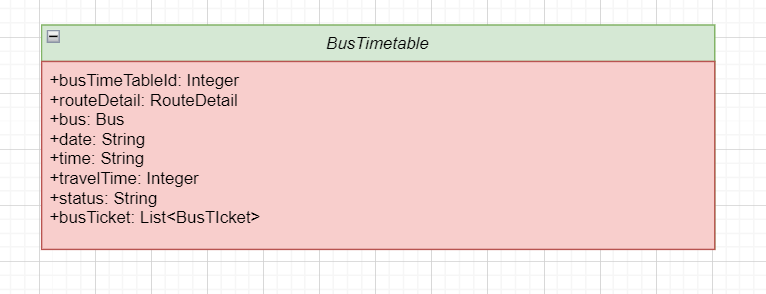 BusTimetable
+busTimeTableId: Integer
+routeDetail: RouteDetail
+bus: Bus
+date: String
+time: String
+travelTime: Integer
+status: String
+busTicket: List<BusTIcket>